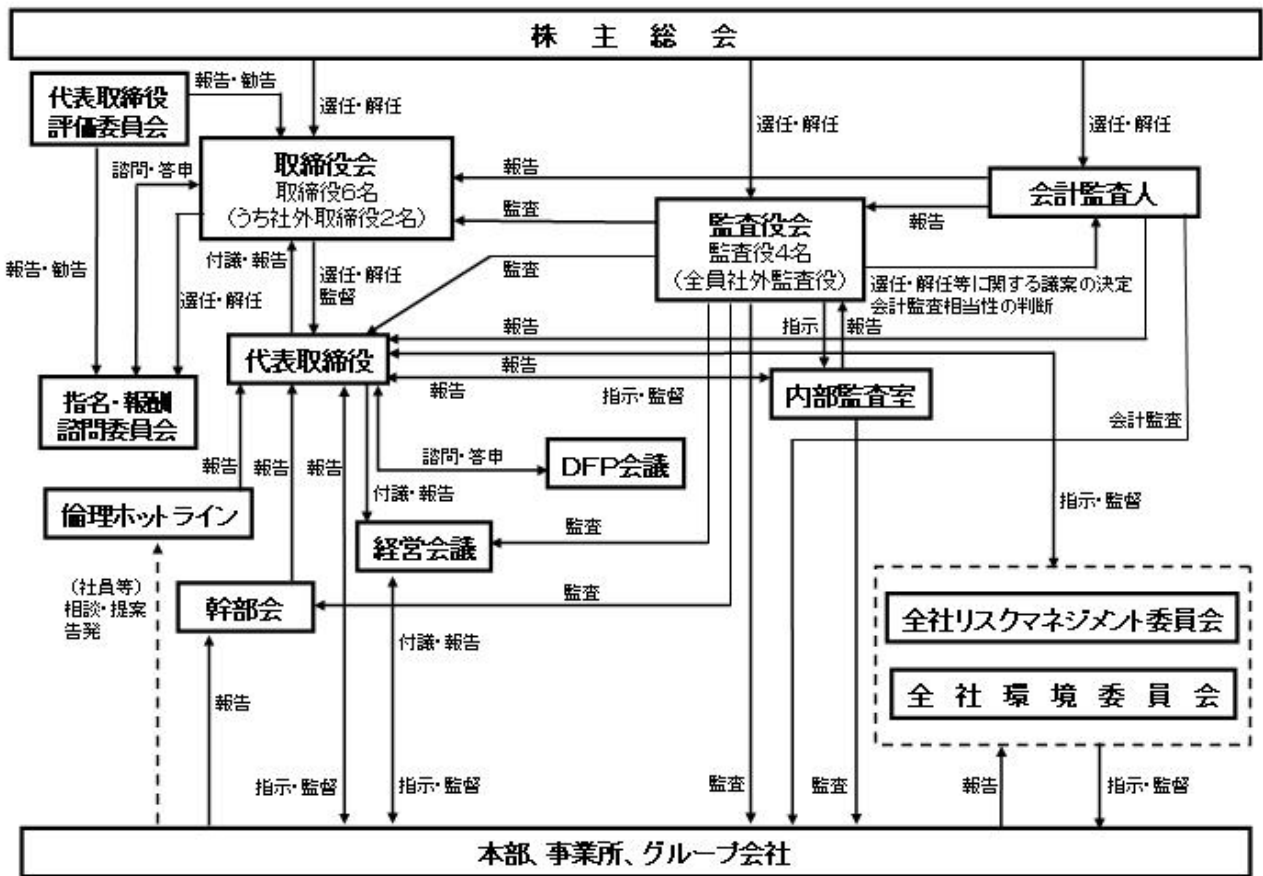 株主総会
代表取締役
評価委員会
報告・勧告
選任・解任
選任・解任
選任・解任
取締役会
取締役6名
(うち社外取締役2名)
諮問・答申
報告
会計監査人
監査
監査役会
監査役4名
(全員社外監査役)
報告
報告・勧告
付議・報告
選任・解任
監督
監査
選任・解任
選任・解任等に関する議案の決定
会計監査相当性の判断
代表取締役
報告
指示
報告
報告
報告
指示・監督
内部監査室
指名・報酬
諮問委員会
会計監査
報告
報告
報告
諮問・答申
DFP会議
倫理ホットライン
付議・報告
指示・監督
経営会議
監査
(社員等)
相談・提案
告発
幹部会
監査
全社リスクマネジメント委員会
付議・報告
全社環境委員会
報告
指示・監督
指示・監督
監査
監査
報告
指示・監督
本部、事業所、グループ会社